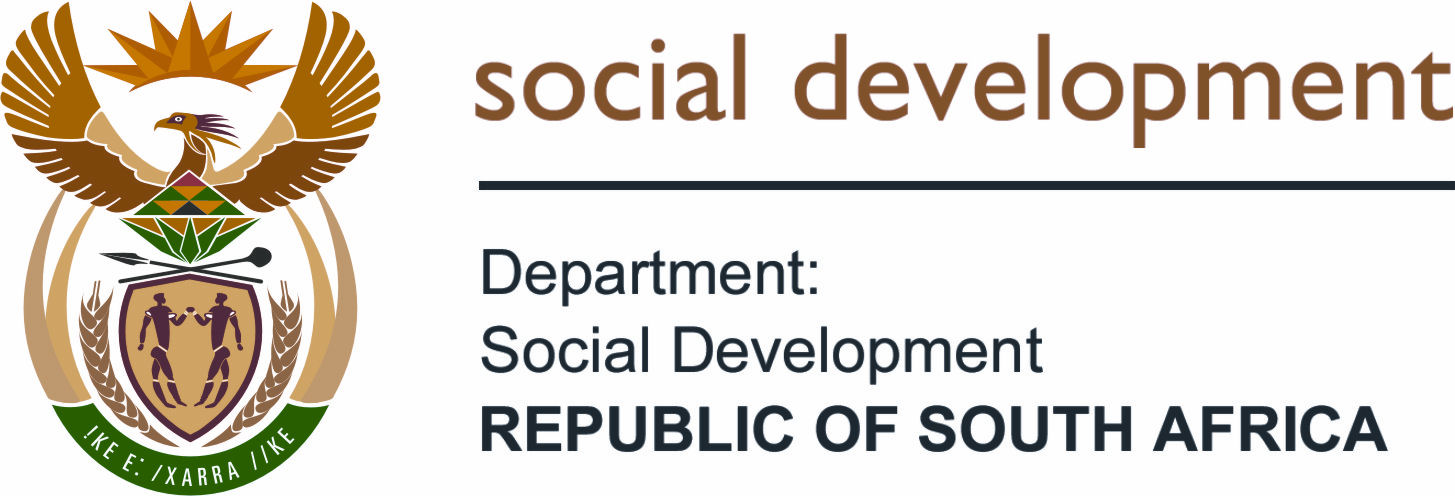 social development
Department:
Social Development
REPUBLIC OF SOUTH AFRICA
!KE E: /XARRA //KE